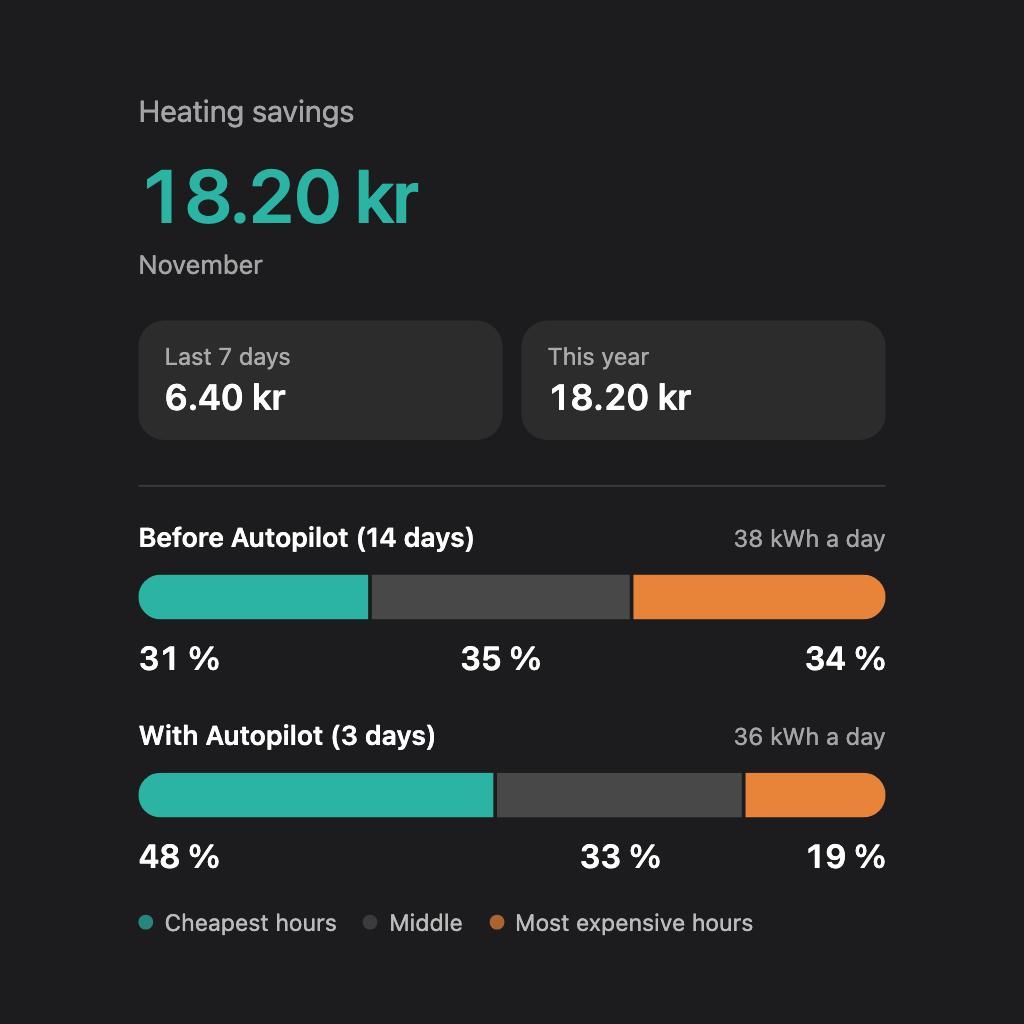 Heating savings
18.20 kr
November
Last 7 days
6.40 kr
This year
18.20 kr
Before Autopilot (14 days)
38 kWh a day
31 %
35 %
34 %
With Autopilot (3 days)
36 kWh a day
48 %
33 %
19 %
Cheapest hours
Middle
Most expensive hours